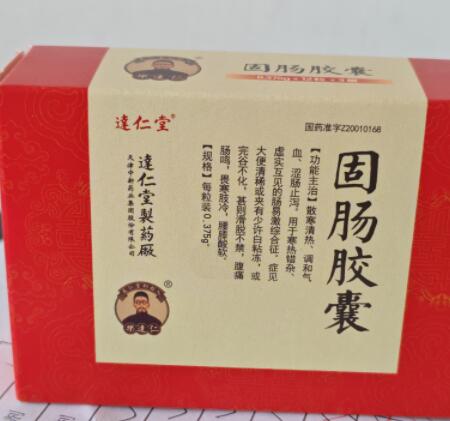 固肠胶囊
0.37g×12粒×3板
達仁堂®
国药准字Z20010168
固肠胶囊
【功能主治】散寒清热、调和气
血、涩肠止泻。用于寒热错杂、
虚实互见的肠易激综合征。症见
大便清稀或夹有少许白粘冻,或
完谷不化,甚则滑脱不禁,腹痛
肠鸣,畏寒肢冷,腰膝酸软。
【规格】每粒装0.37g。
達仁堂製药厰
天津中新药业集团股份有限公司
樂達仁